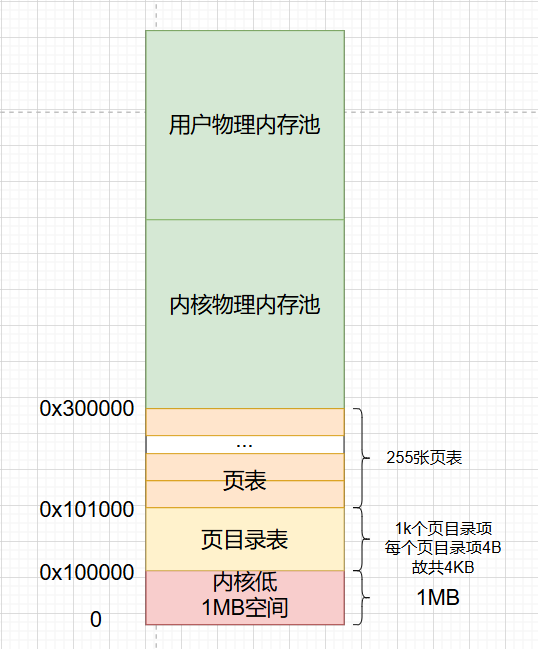 用户物理内存池
内核物理内存池
0x300000
...
255张页表
页表
0x101000
1k个页目录项
页目录表
每个页目录项4B
故共4KB
0x100000
内核低
1MB空间
1MB
0